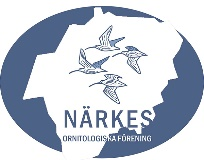 NÄRKES
ORNITOLOGISKA FÖRENING